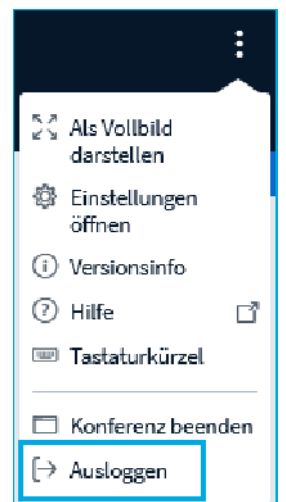 Als Vollbild
darstellen
Einstellungen
öffnen
Versionsinfo
Hilfe
Tastaturkürzel
Konferenz beenden
Ausloggen